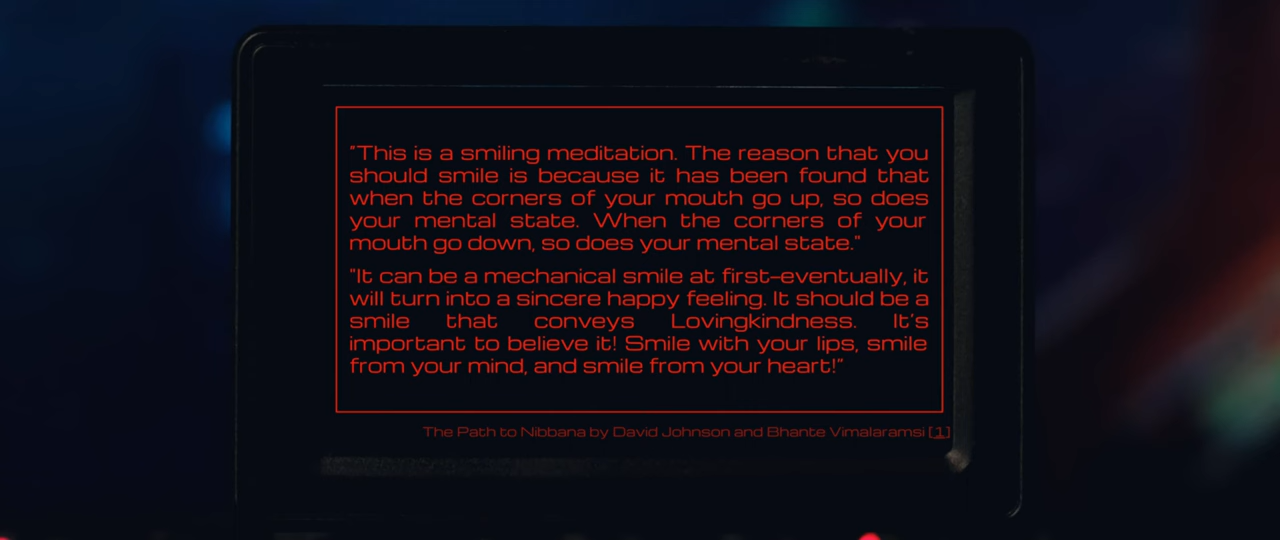 "This is a smiling meditation. The reason that you
should smile is because it has been found that
when the corners of your mouth go up, so does
your mental state. When the corners of your
mouth go down, so does your mental state."
"It can be a mechanical smile at first–eventually, it
will turn into a sincere happy feeling. It should be a
smile that conveys Lovingkindness. It's
important to believe it! Smile with your lips, smile
from your mind, and smile from your heart!"
The Path to Nibbana by David Johnson and Bhante Vimalaramsi [1]